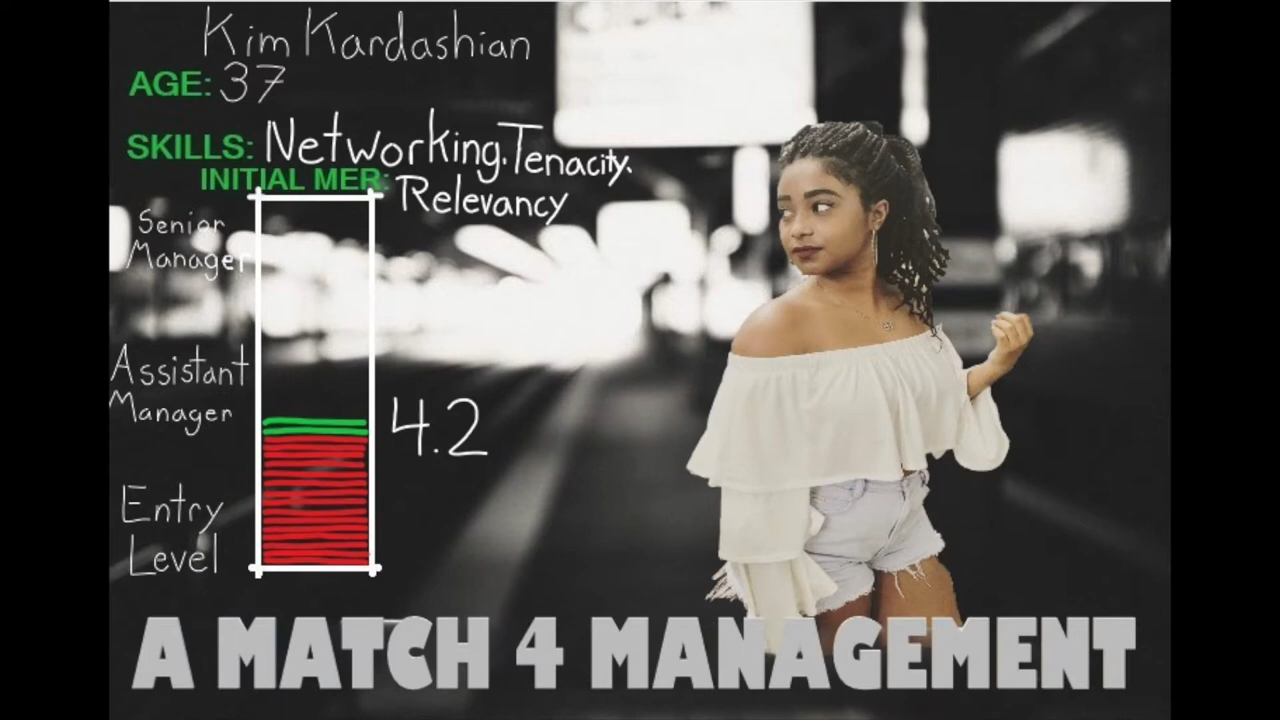 Kim Kardashian
AGE: 37
SKILLS: Networking. Tenacity.
INITIAL MER: Relevancy
Senior
Manager
Assistant
Manager
4.2
Entry
Level
A MATCH 4 MANAGEMENT